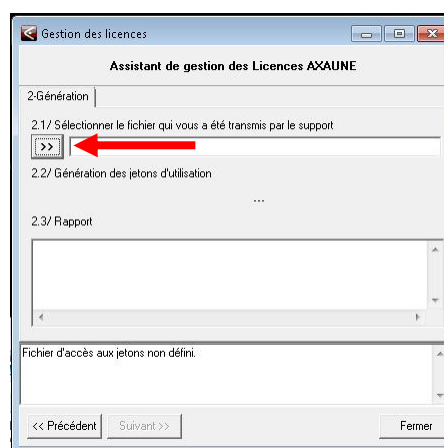 Gestion des licences
Assistant de gestion des Licences AXAUNE
2-Génération
2.1/ Sélectionner le fichier qui vous a été transmis par le support
>>
2.2/ Génération des jetons d'utilisation
...
2.3/ Rapport
Fichier d'accès aux jetons non défini.
<< Précédent Suivant >> Fermer